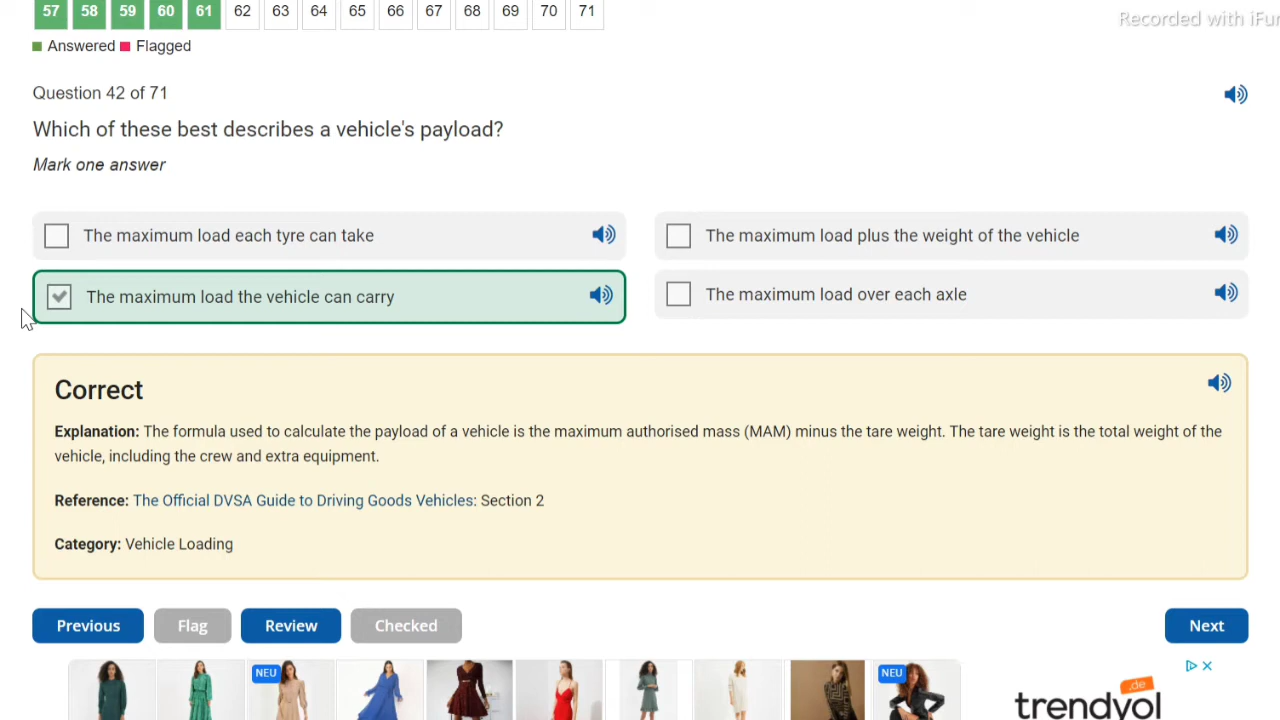 57 58 59 60 61 62 63 64 65 66 67 68 69 70 71
Recorded with
Answered Flagged
Question 42 of 71
Which of these best describes a vehicle's payload?
Mark one answer
The maximum load each tyre can take
The maximum load plus the weight of the vehicle
The maximum load the vehicle can carry
The maximum load over each axle
Correct
Explanation: The formula used to calculate the payload of a vehicle is the maximum authorised mass (MAM) minus the tare weight. The tare weight is the total weight of the
vehicle, including the crew and extra equipment.
Reference: The Official DVSA Guide to Driving Goods Vehicles: Section 2
Category: Vehicle Loading
Previous Flag Review Checked Next
NEU NEU
.de
trendyol